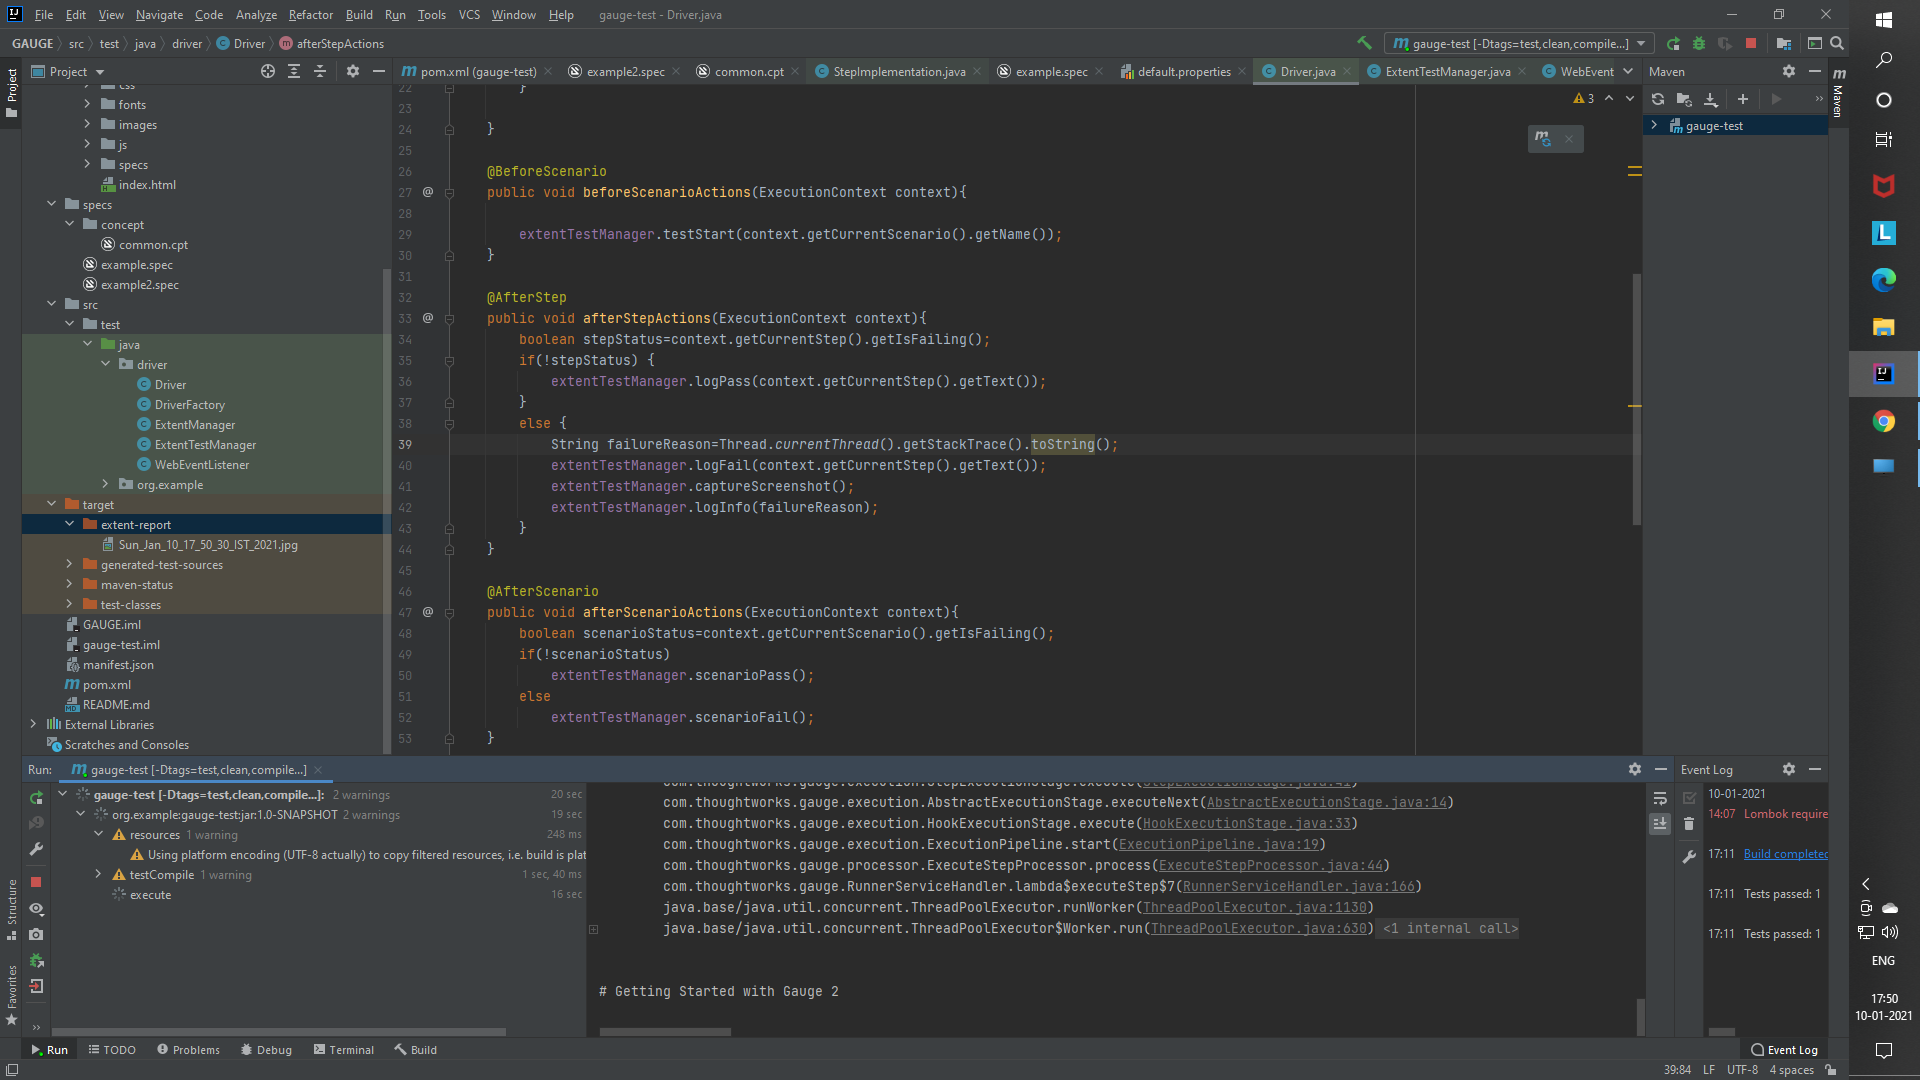 File Edit View Navigate Code Analyze Refactor Build Run Tools VCS Window Help gauge-test - Driver.java
GAUGE src test java driver Driver afterStepActions
gauge-test [-Dtags=test,clean,compile...]
Project
pom.xml (gauge-test) example2.spec common.cpt StepImplementation.java example.spec default.properties Driver.java ExtentTestManager.java WebEvent
Maven
Project
css
fonts
images
js
specs
index.html
specs
concept
common.cpt
example.spec
example2.spec
src
test
java
driver
Driver
DriverFactory
ExtentManager
ExtentTestManager
WebEventListener
org.example
target
extent-report
Sun_Jan_10_17_50_30_IST_2021.jpg
generated-test-sources
maven-status
test-classes
GAUGE.iml
gauge-test.iml
manifest.json
pom.xml
README.md
External Libraries
Scratches and Consoles
3
22 }
23
24 }
25
26 @BeforeScenario
27 @ public void beforeScenarioActions(ExecutionContext context){
28
29 extentTestManager.testStart(context.getCurrentScenario().getName());
30 }
31
32 @AfterStep
33 @ public void afterStepActions(ExecutionContext context){
34 boolean stepStatus=context.getCurrentStep().getIsFailing();
35 if(!stepStatus) {
36 extentTestManager.logPass(context.getCurrentStep().getText());
37 }
38 else {
39 String failureReason=Thread.currentThread().getStackTrace().toString();
40 extentTestManager.logFail(context.getCurrentStep().getText());
41 extentTestManager.captureScreenshot();
42 extentTestManager.logInfo(failureReason);
43 }
44 }
45
46 @AfterScenario
47 @ public void afterScenarioActions(ExecutionContext context){
48 boolean scenarioStatus=context.getCurrentScenario().getIsFailing();
49 if(!scenarioStatus)
50 extentTestManager.scenarioPass();
51 else
52 extentTestManager.scenarioFail();
53 }
gauge-test
Maven
Run: gauge-test [-Dtags=test,clean,compile...]
gauge-test [-Dtags=test,clean,compile...]: 2 warnings 20 sec
org.example:gauge-test:jar:1.0-SNAPSHOT 2 warnings 19 sec
resources 1 warning 248 ms
Using platform encoding (UTF-8 actually) to copy filtered resources, i.e. build is plat
testCompile 1 warning 1 sec, 40 ms
execute 16 sec
com.thoughtworks.gauge.execution.StepExecutionStage.execute(StepExecutionStage.java:41)
com.thoughtworks.gauge.execution.AbstractExecutionStage.executeNext(AbstractExecutionStage.java:14)
com.thoughtworks.gauge.execution.HookExecutionStage.execute(HookExecutionStage.java:33)
com.thoughtworks.gauge.execution.ExecutionPipeline.start(ExecutionPipeline.java:19)
com.thoughtworks.gauge.processor.ExecuteStepProcessor.process(ExecuteStepProcessor.java:44)
com.thoughtworks.gauge.RunnerServiceHandler.lambda$executeStep$7(RunnerServiceHandler.java:166)
java.base/java.util.concurrent.ThreadPoolExecutor.runWorker(ThreadPoolExecutor.java:1130)
java.base/java.util.concurrent.ThreadPoolExecutor$Worker.run(ThreadPoolExecutor.java:630) <1 internal call>
# Getting Started with Gauge 2
Event Log
10-01-2021
14:07 Lombok require
17:11 Build completed
17:11 Tests passed: 1
17:11 Tests passed: 1
Structure
Favorites
Run TODO Problems Debug Terminal Build Event Log
39:84 LF UTF-8 4 spaces
ENG
17:50
10-01-2021